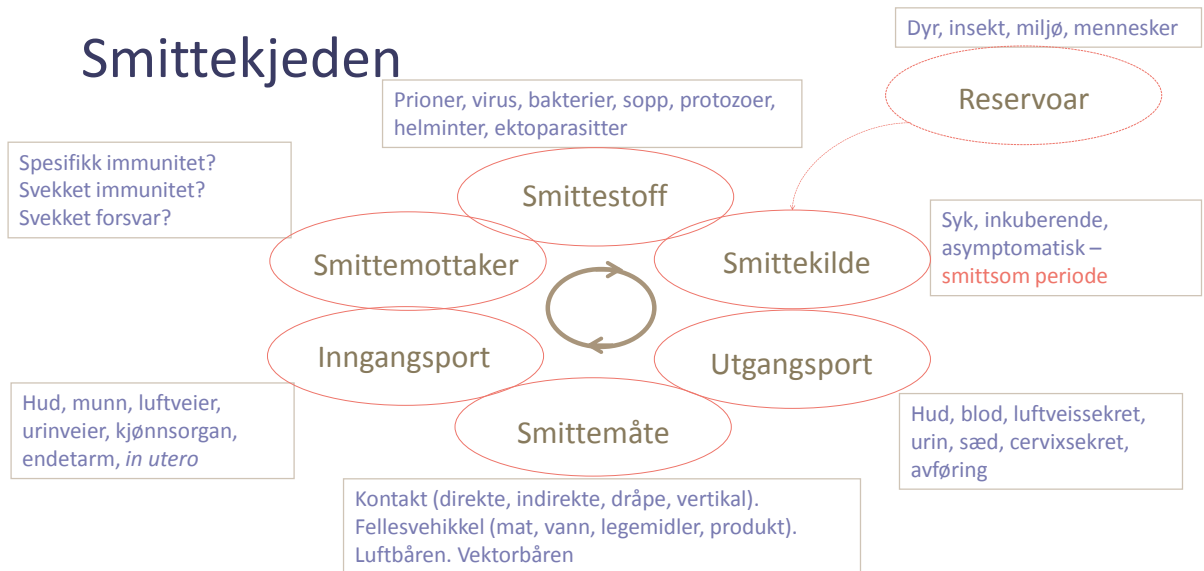 Smittekjeden
Dyr, insekt, miljø, mennesker
Reservoar
Prioner, virus, bakterier, sopp, protozoer,
helminter, ektoparasitter
Smittestoff
Spesifikk immunitet?
Svekket immunitet?
Svekket forsvar?
Smittemottaker
Smittekilde
Syk, inkuberende,
asymptomatisk –
smittsom periode
Inngangsport
Utgangsport
Hud, munn, luftveier,
urinveier, kjønnsorgan,
endetarm, in utero
Smittemåte
Hud, blod, luftveissekret,
urin, sæd, cervixsekret,
avføring
Kontakt (direkte, indirekte, dråpe, vertikal).
Fellesvehikkel (mat, vann, legemidler, produkt).
Luftbåren. Vektorbåren